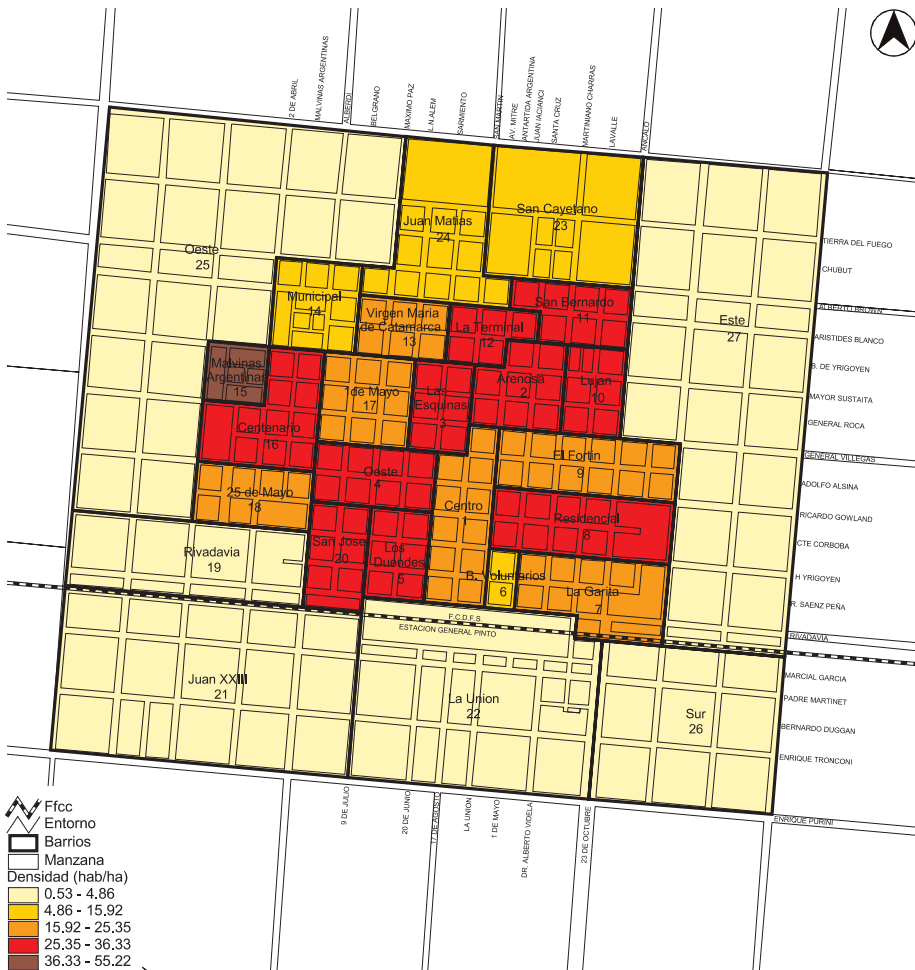 2 DE ABRIL
MALVINAS ARGENTINAS
ALBERDI
BELGRANO
MAXIMO PAZ
L.N.ALEM
SARMIENTO
SAN MARTIN
AV. MITRE
ANTARTIDA ARGENTINA
JUAN IACIANCI
SANTA CRUZ
MARTINIANO CHARRAS
LAVALLE
ANCALO
Juan Matias
24
San Cayetano
23
Oeste
25
Municipal
14
Virgen Maria
de Catamarca
13
La Terminal
12
San Bernardo
11
Este
27
Malvinas
Argentinas
15
1de Mayo
17
Las
Esquinas
3
Arenosa
2
Lujan
10
Centenario
16
Oeste
4
El Fortin
9
25 de Mayo
18
Centro
1
Residencial
8
Rivadavia
19
San Jose
20
Los
Duendes
5
B. Voluntarios
6
La Garita
7
F.C.D.F.S.
ESTACION GENERAL PINTO
Juan XXIII
21
La Union
22
Sur
26
TIERRA DEL FUEGO
CHUBUT
ALBERTO BROWN
ARISTIDES BLANCO
B. DE YRIGOYEN
MAYOR SUSTAITA
GENERAL ROCA
GENERAL VILLEGAS
ADOLFO ALSINA
RICARDO GOWLAND
CTE CORBOBA
H YRIGOYEN
R. SAENZ PEÑA
RIVADAVIA
MARCIAL GARCIA
PADRE MARTINET
BERNARDO DUGGAN
ENRIQUE TRONCONI
ENRIQUE PURINI
9 DE JULIO
20 DE JUNIO
17 DE AGOSTO
LA UNION
1 DE MAYO
DR. ALBERTO VIDELA
23 DE OCTUBRE
Ffcc
Entorno
Barrios
Manzana
Densidad (hab/ha)
0.53 - 4.86
4.86 - 15.92
15.92 - 25.35
25.35 - 36.33
36.33 - 55.22